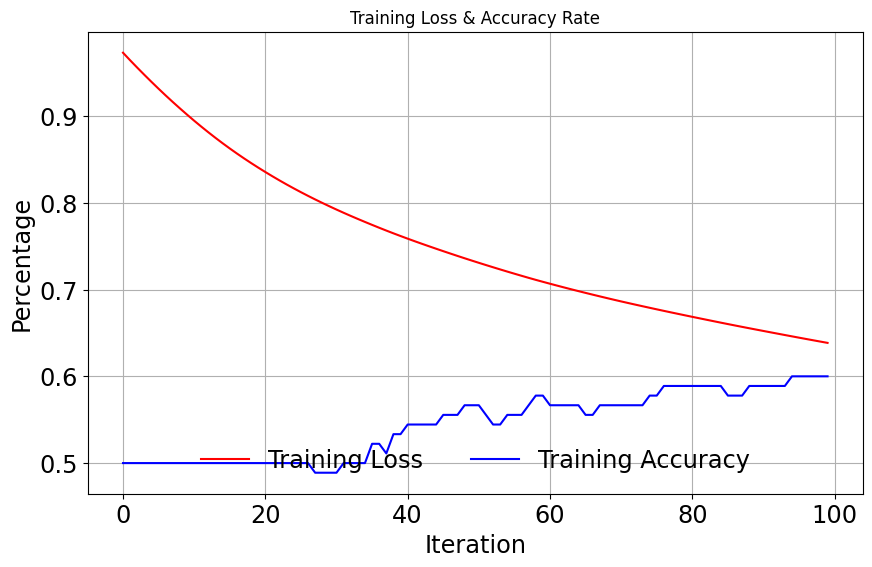 Training Loss & Accuracy Rate
Percentage
0.9
0.8
0.7
0.6
0.5
Training Loss
Training Accuracy
0 20 40 60 80 100
Iteration